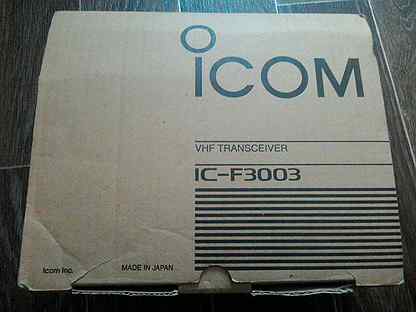 ICOM
VHF TRANSCEIVER
IC-F3003
Icom Inc.
MADE IN JAPAN